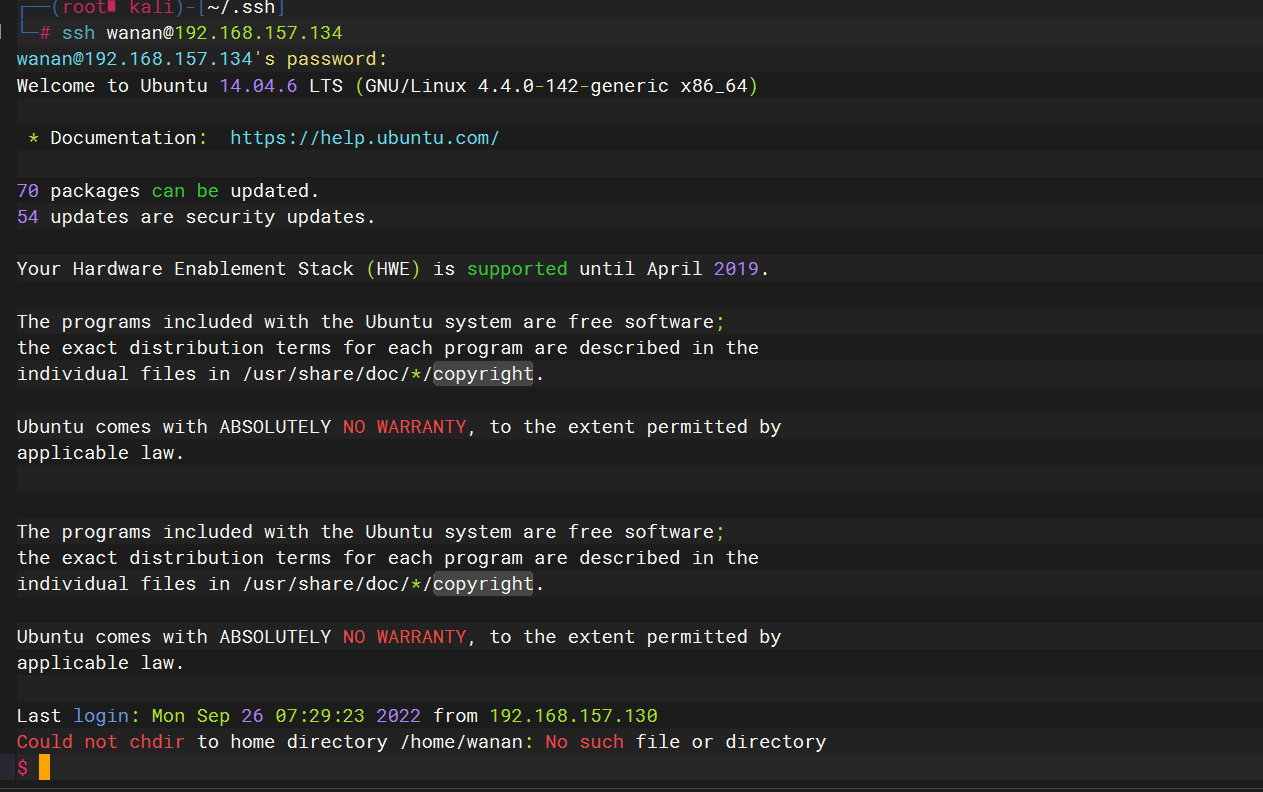 ┌──(root kali)-[~/.ssh]
└─# ssh wanan@192.168.157.134
wanan@192.168.157.134's password:
Welcome to Ubuntu 14.04.6 LTS (GNU/Linux 4.4.0-142-generic x86_64)
* Documentation:  https://help.ubuntu.com/
70 packages can be updated.
54 updates are security updates.
Your Hardware Enablement Stack (HWE) is supported until April 2019.
The programs included with the Ubuntu system are free software;
the exact distribution terms for each program are described in the
individual files in /usr/share/doc/*/copyright.
Ubuntu comes with ABSOLUTELY NO WARRANTY, to the extent permitted by
applicable law.
The programs included with the Ubuntu system are free software;
the exact distribution terms for each program are described in the
individual files in /usr/share/doc/*/copyright.
Ubuntu comes with ABSOLUTELY NO WARRANTY, to the extent permitted by
applicable law.
Last login: Mon Sep 26 07:29:23 2022 from 192.168.157.130
Could not chdir to home directory /home/wanan: No such file or directory
$